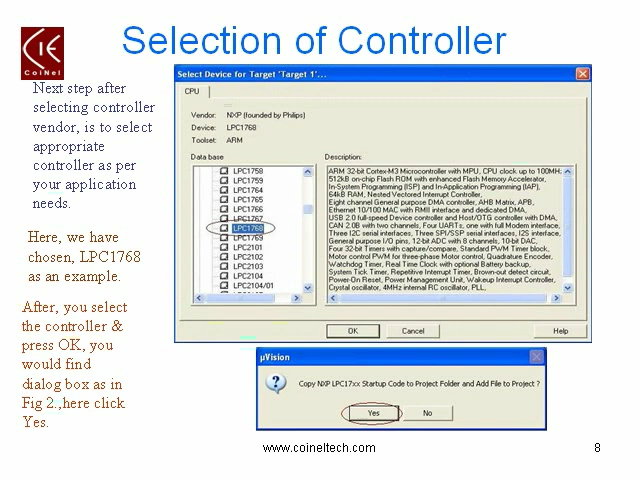 CIE
CoiNel
Selection of Controller
Next step after
selecting controller
vendor, is to select
appropriate
controller as per
your application
needs.
Here, we have
chosen, LPC1768
as an example.
After, you select
the controller &
press OK, you
would find
dialog box as in
Fig 2.,here click
Yes.
Select Device for Target 'Target 1'...
CPU
Vendor: NXP (founded by Philips)
Device: LPC1768
Toolset: ARM
Data base
LPC1758
LPC1759
LPC1764
LPC1765
LPC1766
LPC1767
LPC1768
LPC1769
LPC2101
LPC2102
LPC2103
LPC2104
LPC2104/01
Description:
ARM 32-bit Cortex-M3 Microcontroller with MPU, CPU clock up to 100MHz
512kB on-chip Flash ROM with enhanced Flash Memory Accelerator,
In-System Programming (ISP) and In-Application Programming (IAP),
64kB RAM, Nested Vectored Interrupt Controller,
Eight channel General purpose DMA controller, AHB Matrix, APB,
Ethernet 10/100 MAC with RMII interface and dedicated DMA,
USB 2.0 full-speed Device controller and Host/OTG controller with DMA,
CAN 2.0B with two channels, Four UARTs, one with full Modem interface,
Three I2C serial interfaces, Three SPI/SSP serial interfaces, I2S interface,
General purpose I/O pins, 12-bit ADC with 8 channels, 10-bit DAC,
Four 32-bit Timers with capture/compare, Standard PWM Timer block,
Motor control PWM for three-phase Motor control, Quadrature Encoder,
Watchdog Timer, Real Time Clock with optional Battery backup,
System Tick Timer, Repetitive Interrupt Timer, Brown-out detect circuit,
Power-On Reset, Power Management Unit, Wakeup Interrupt Controller,
Crystal oscillator, 4MHz internal RC oscillator, PLL,
OK Cancel Help
µVision
Copy NXP LPC17xx Startup Code to Project Folder and Add File to Project ?
Yes No
www.coineltech.com
8